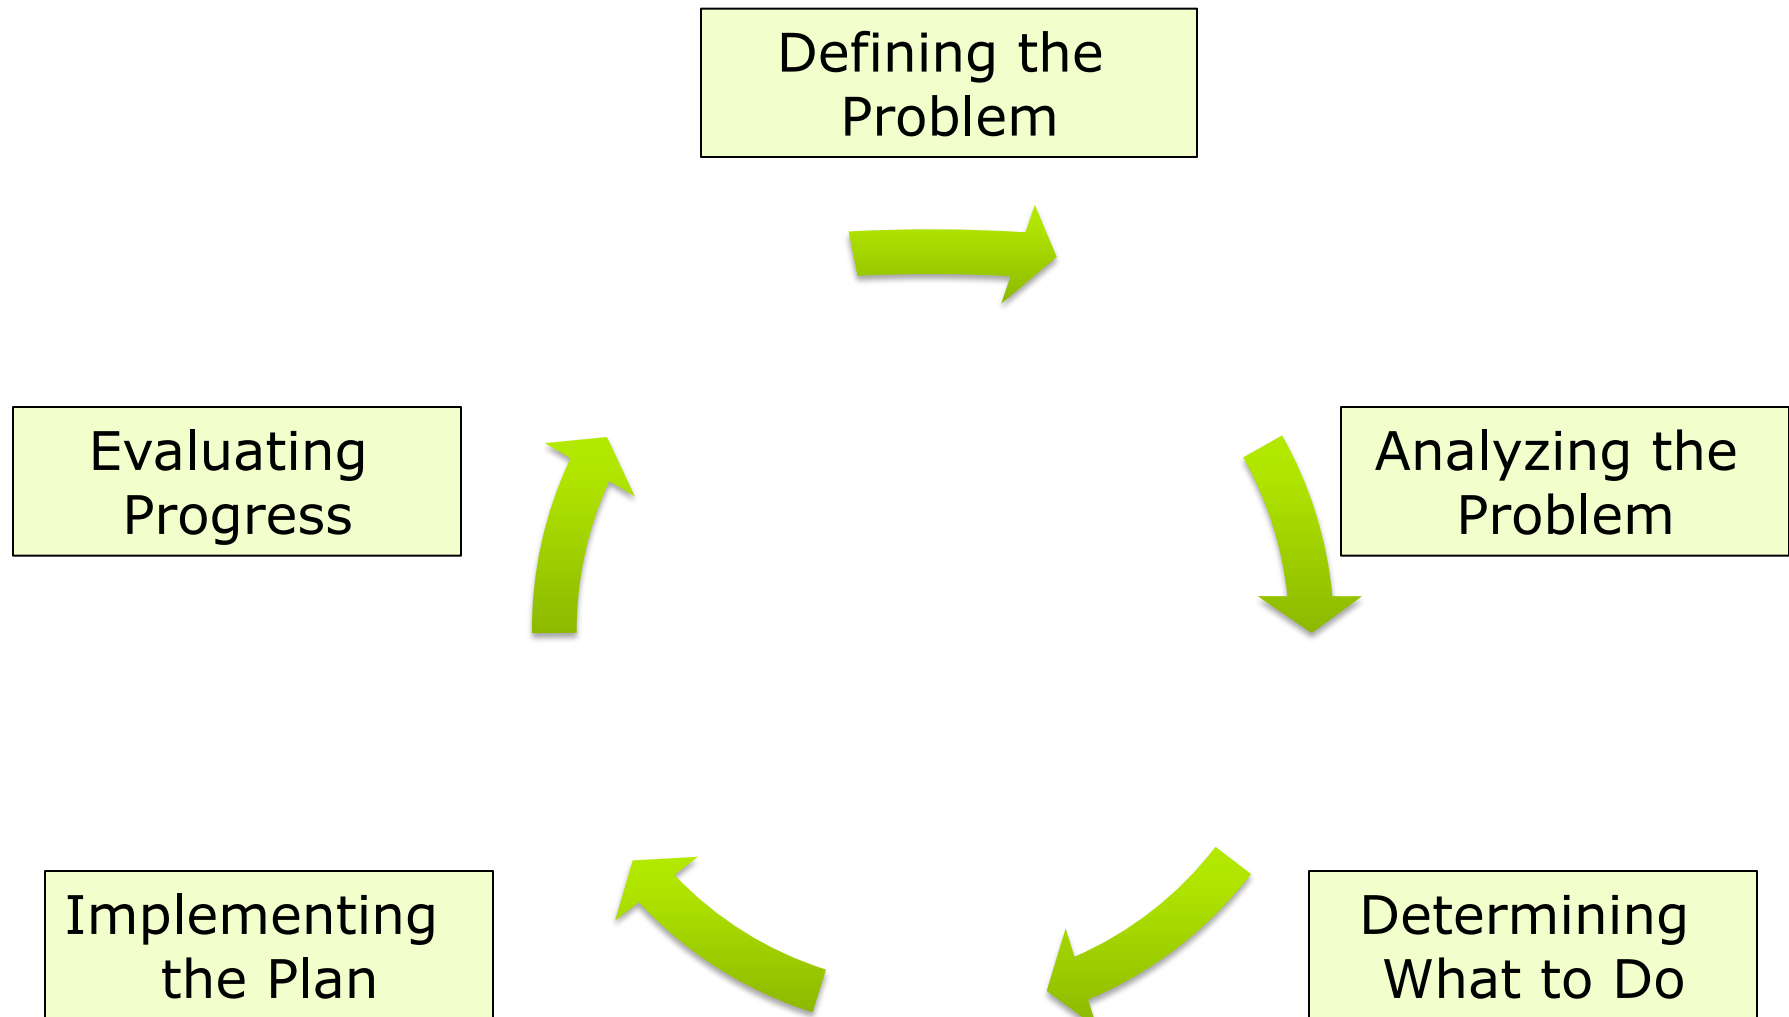 Defining the
Problem
Analyzing the
Problem
Determining
What to Do
Implementing
the Plan
Evaluating
Progress